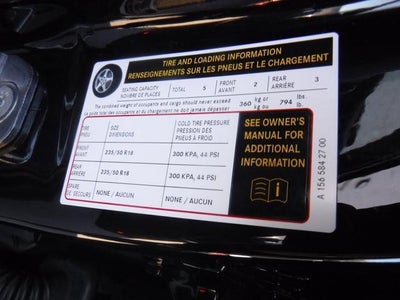 TIRE AND LOADING INFORMATION
RENSEIGNEMENTS SUR LES PNEUS ET LE CHARGEMENT
SEATING CAPACITY TOTAL 5 FRONT 2 REAR 3
NOMBRE DE PLACES AVANT ARRIÈRE
The combined weight of occupants and cargo should never exceed 360 kg or 794 lbs.
Le poids total des occupants et du chargement ne doit jamais dépasser kg ou lb.
TIRE SIZE COLD TIRE PRESSURE
PNEU DIMENSIONS PRESSION DES
PNEUS À FROID
FRONT 235/50 R18 300 KPA, 44 PSI
AVANT
REAR 235/50 R18 300 KPA, 44 PSI
ARRIÈRE
SPARE NONE / AUCUN NONE / AUCUN
DE SECOURS
SEE OWNER'S
MANUAL FOR
ADDITIONAL
INFORMATION
i
A 156 584 27 00